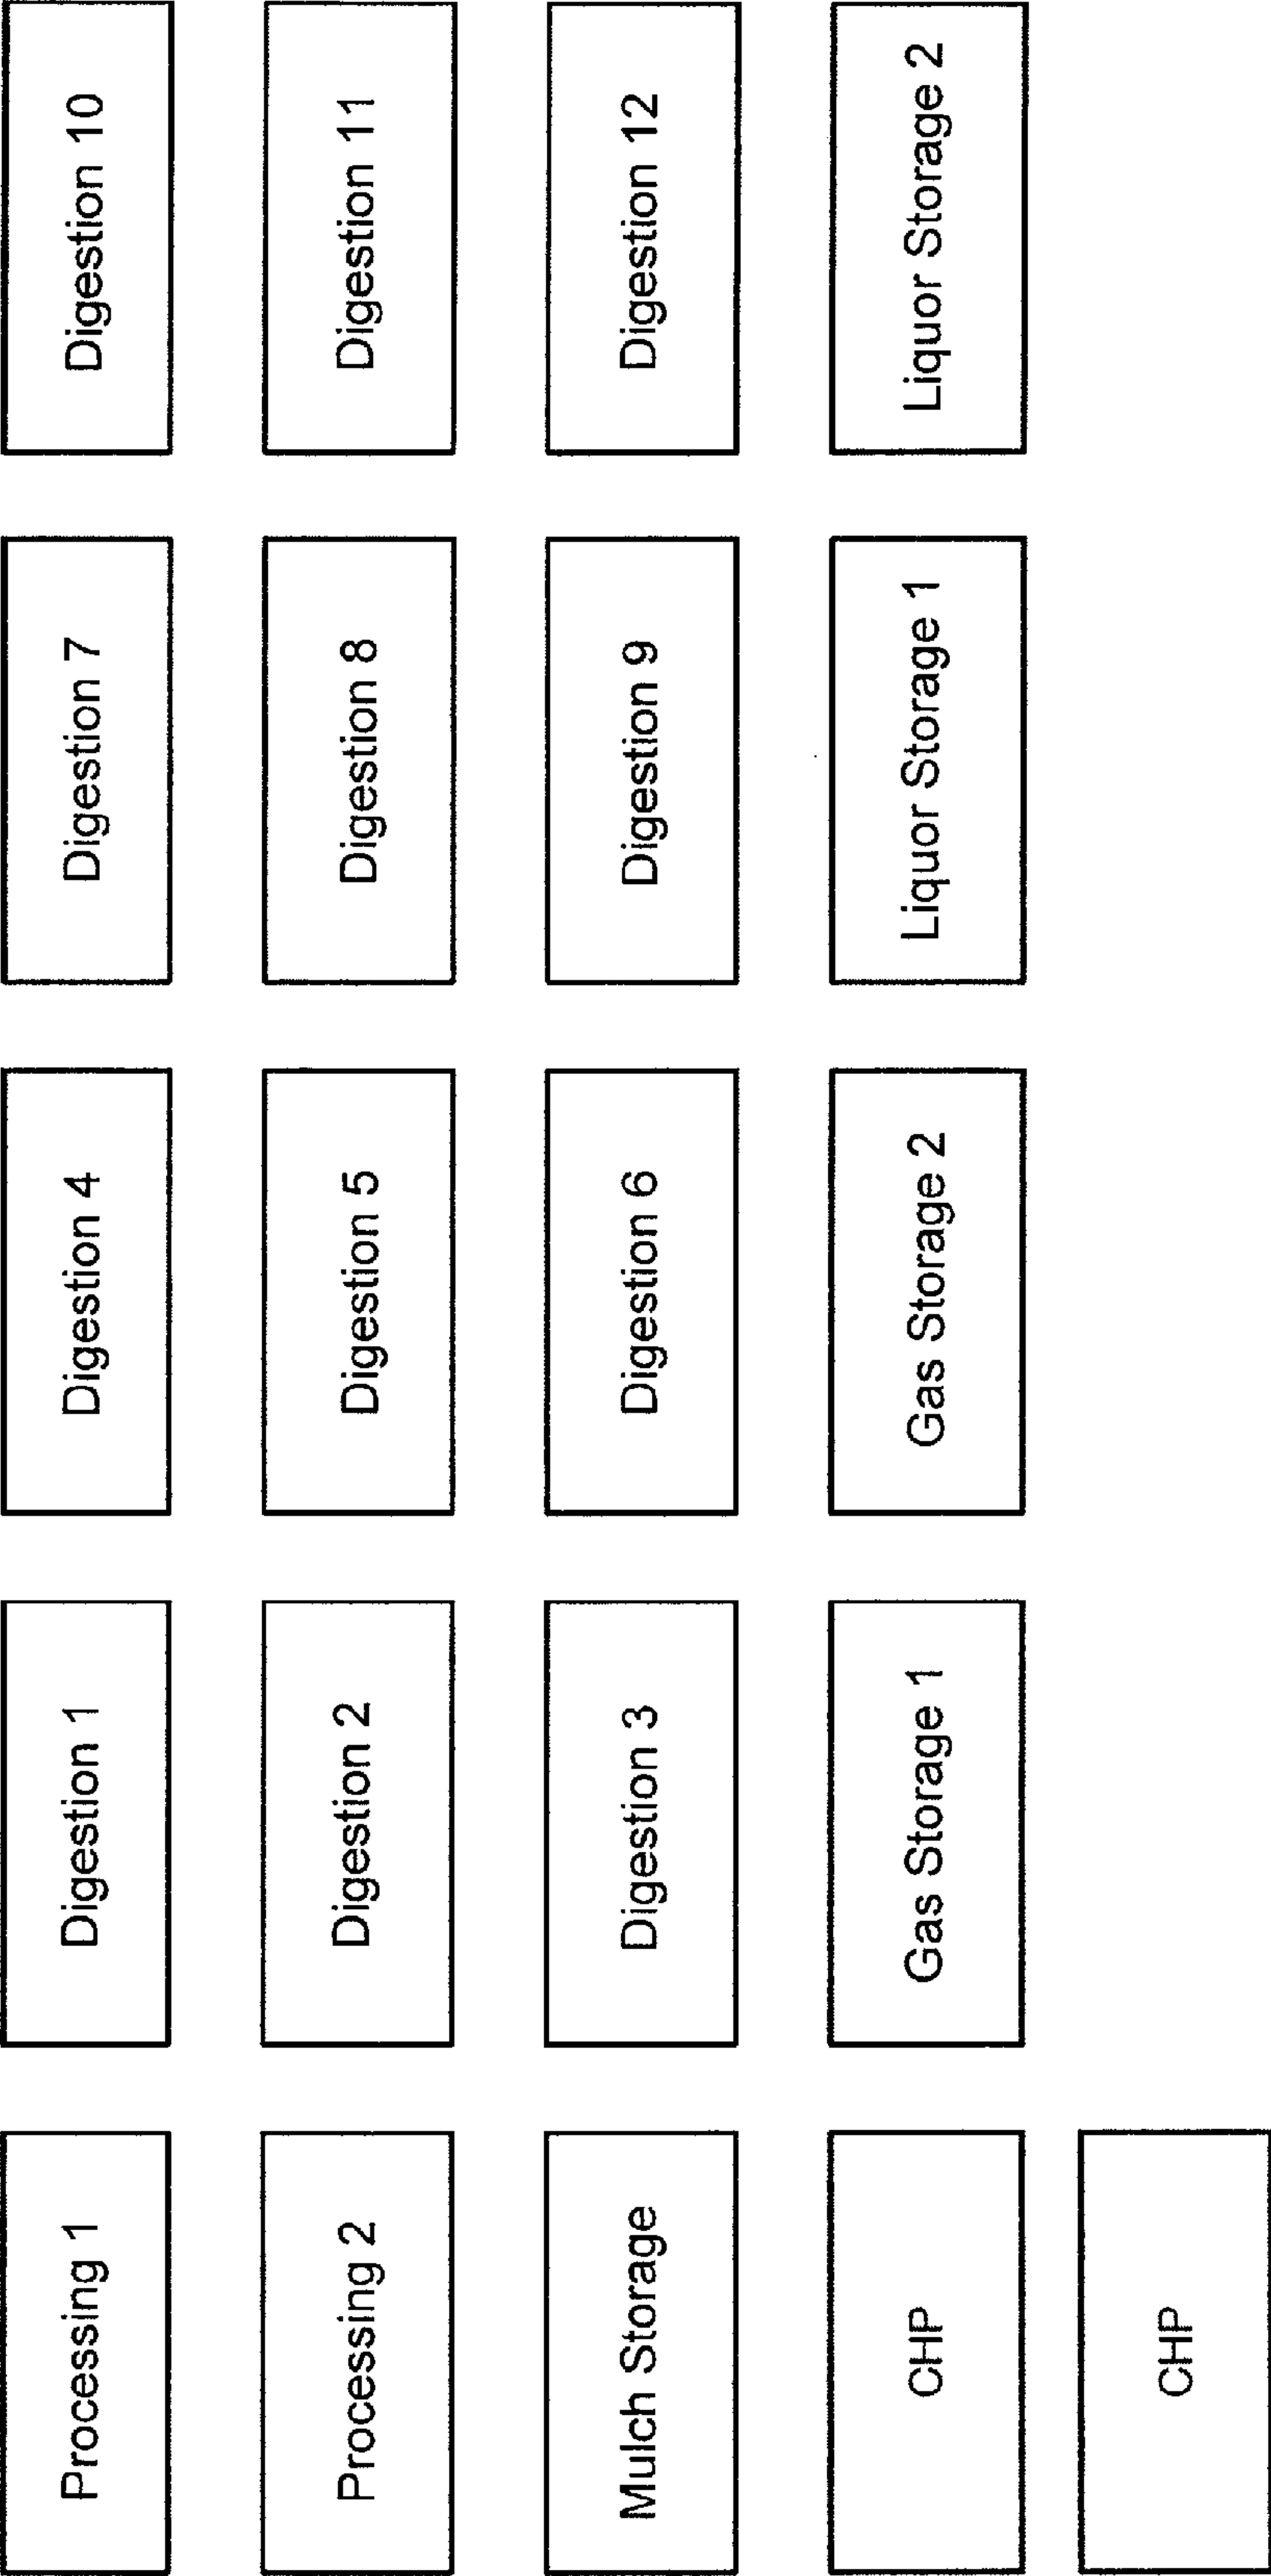 Processing 1
Digestion 1
Digestion 4
Digestion 7
Digestion 10
Processing 2
Digestion 2
Digestion 5
Digestion 8
Digestion 11
Mulch Storage
Digestion 3
Digestion 6
Digestion 9
Digestion 12
CHP
Gas Storage 1
Gas Storage 2
Liquor Storage 1
Liquor Storage 2
CHP